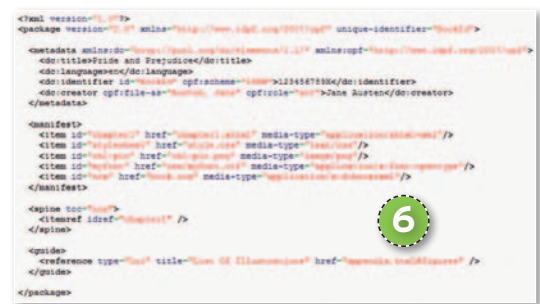 <?xml version="1.0"?>
<package version="2.0" xmlns="http://www.idpf.org/2007/opf" unique-identifier="BookId">
<metadata xmlns:dc="http://purl.org/dc/elements/1.1/" xmlns:opf="http://www.idpf.org/2007/opf">
<dc:title>Pride and Prejudice</dc:title>
<dc:language>en</dc:language>
<dc:identifier id="BookId" opf:scheme="ISBN">123456789X</dc:identifier>
<dc:creator opf:file-as="Austen, Jane" opf:role="aut">Jane Austen</dc:creator>
</metadata>
<manifest>
<item id="chapter1" href="chapter1.xhtml" media-type="application/xhtml+xml"/>
<item id="stylesheet" href="style.css" media-type="text/css"/>
<item id="ch1-pic" href="ch1-pic.png" media-type="image/png"/>
<item id="myfont" href="css/myfont.otf" media-type="application/x-font-opentype"/>
<item id="ncx" href="book.ncx" media-type="application/x-dtbncx+xml"/>
</manifest>
<spine toc="ncx">
<itemref idref="chapter1" />
</spine>
<guide>
<reference type="loi" title="List Of Illustrations" href="appendix.html#figures" />
</guide>
</package>
6